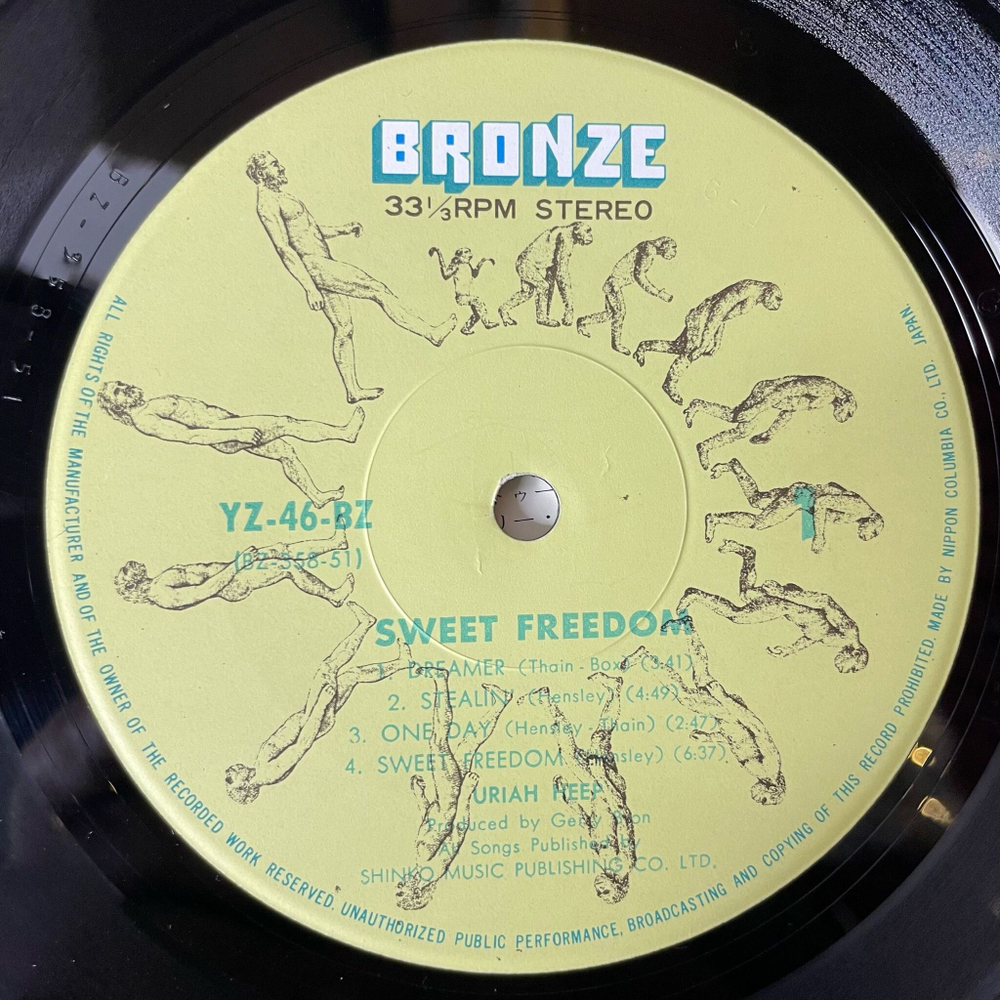 BRONZE
33⅓RPM STEREO
YZ-46-BZ
(BZ-358-51)
1
SWEET FREEDOM
1. DREAMER (Thain - Box) (3:41)
2. STEALIN' (Hensley) (4:49)
3. ONE DAY (Hensley - Thain) (2:47)
4. SWEET FREEDOM (Hensley) (6:37)
URIAH HEEP
Produced by Gerry Bron
All Songs Published by
SHINKO MUSIC PUBLISHING CO. LTD.
ALL RIGHTS OF THE MANUFACTURER AND OF THE OWNER OF THE RECORDED WORK RESERVED. UNAUTHORIZED PUBLIC PERFORMANCE, BROADCASTING AND COPYING OF THIS RECORD PROHIBITED. MADE BY NIPPON COLUMBIA CO., LTD. JAPAN.